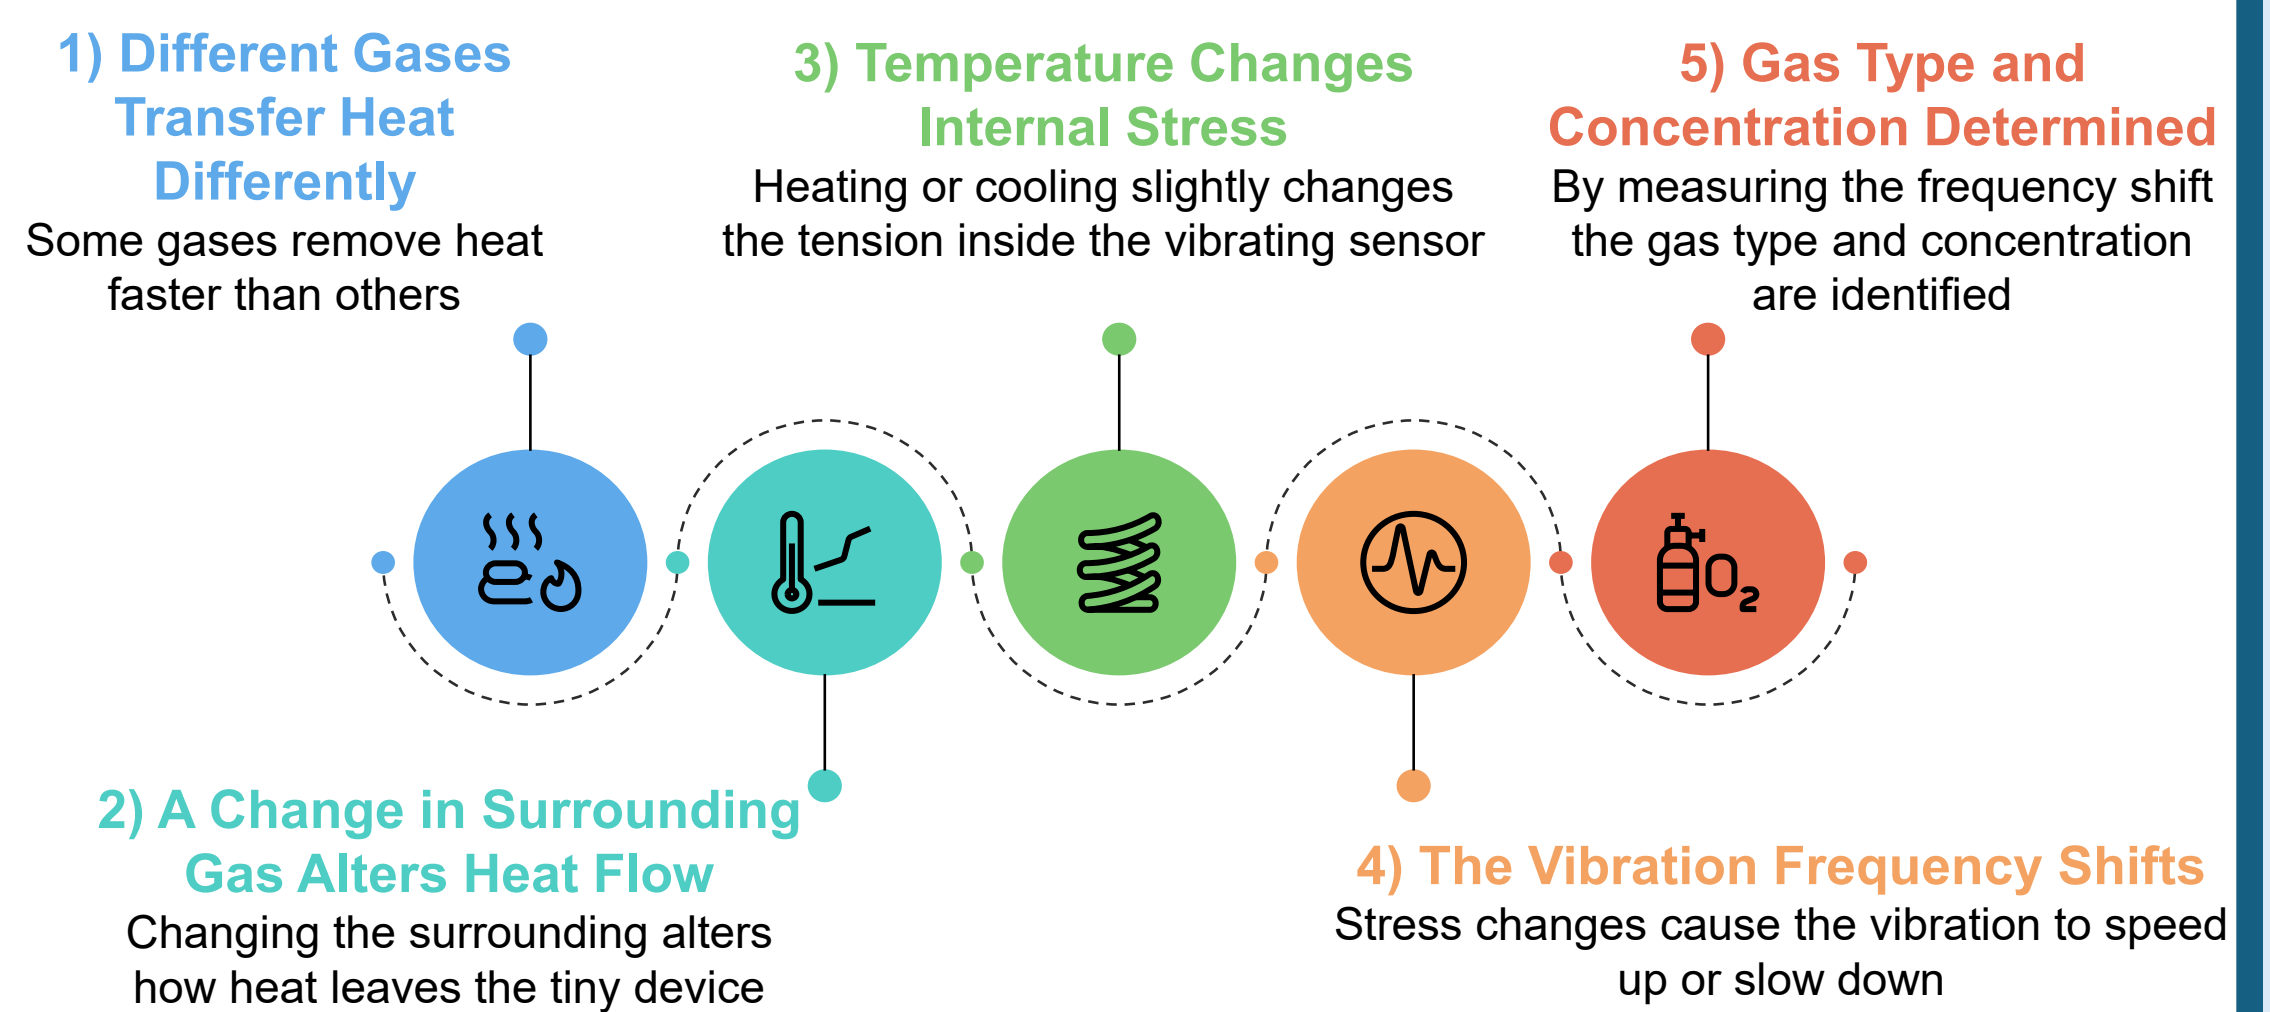 1) Different Gases
Transfer Heat
Differently
Some gases remove heat
faster than others
2) A Change in Surrounding
Gas Alters Heat Flow
Changing the surrounding alters
how heat leaves the tiny device
3) Temperature Changes
Internal Stress
Heating or cooling slightly changes
the tension inside the vibrating sensor
4) The Vibration Frequency Shifts
Stress changes cause the vibration to speed
up or slow down
5) Gas Type and
Concentration Determined
By measuring the frequency shift
the gas type and concentration
are identified
O2